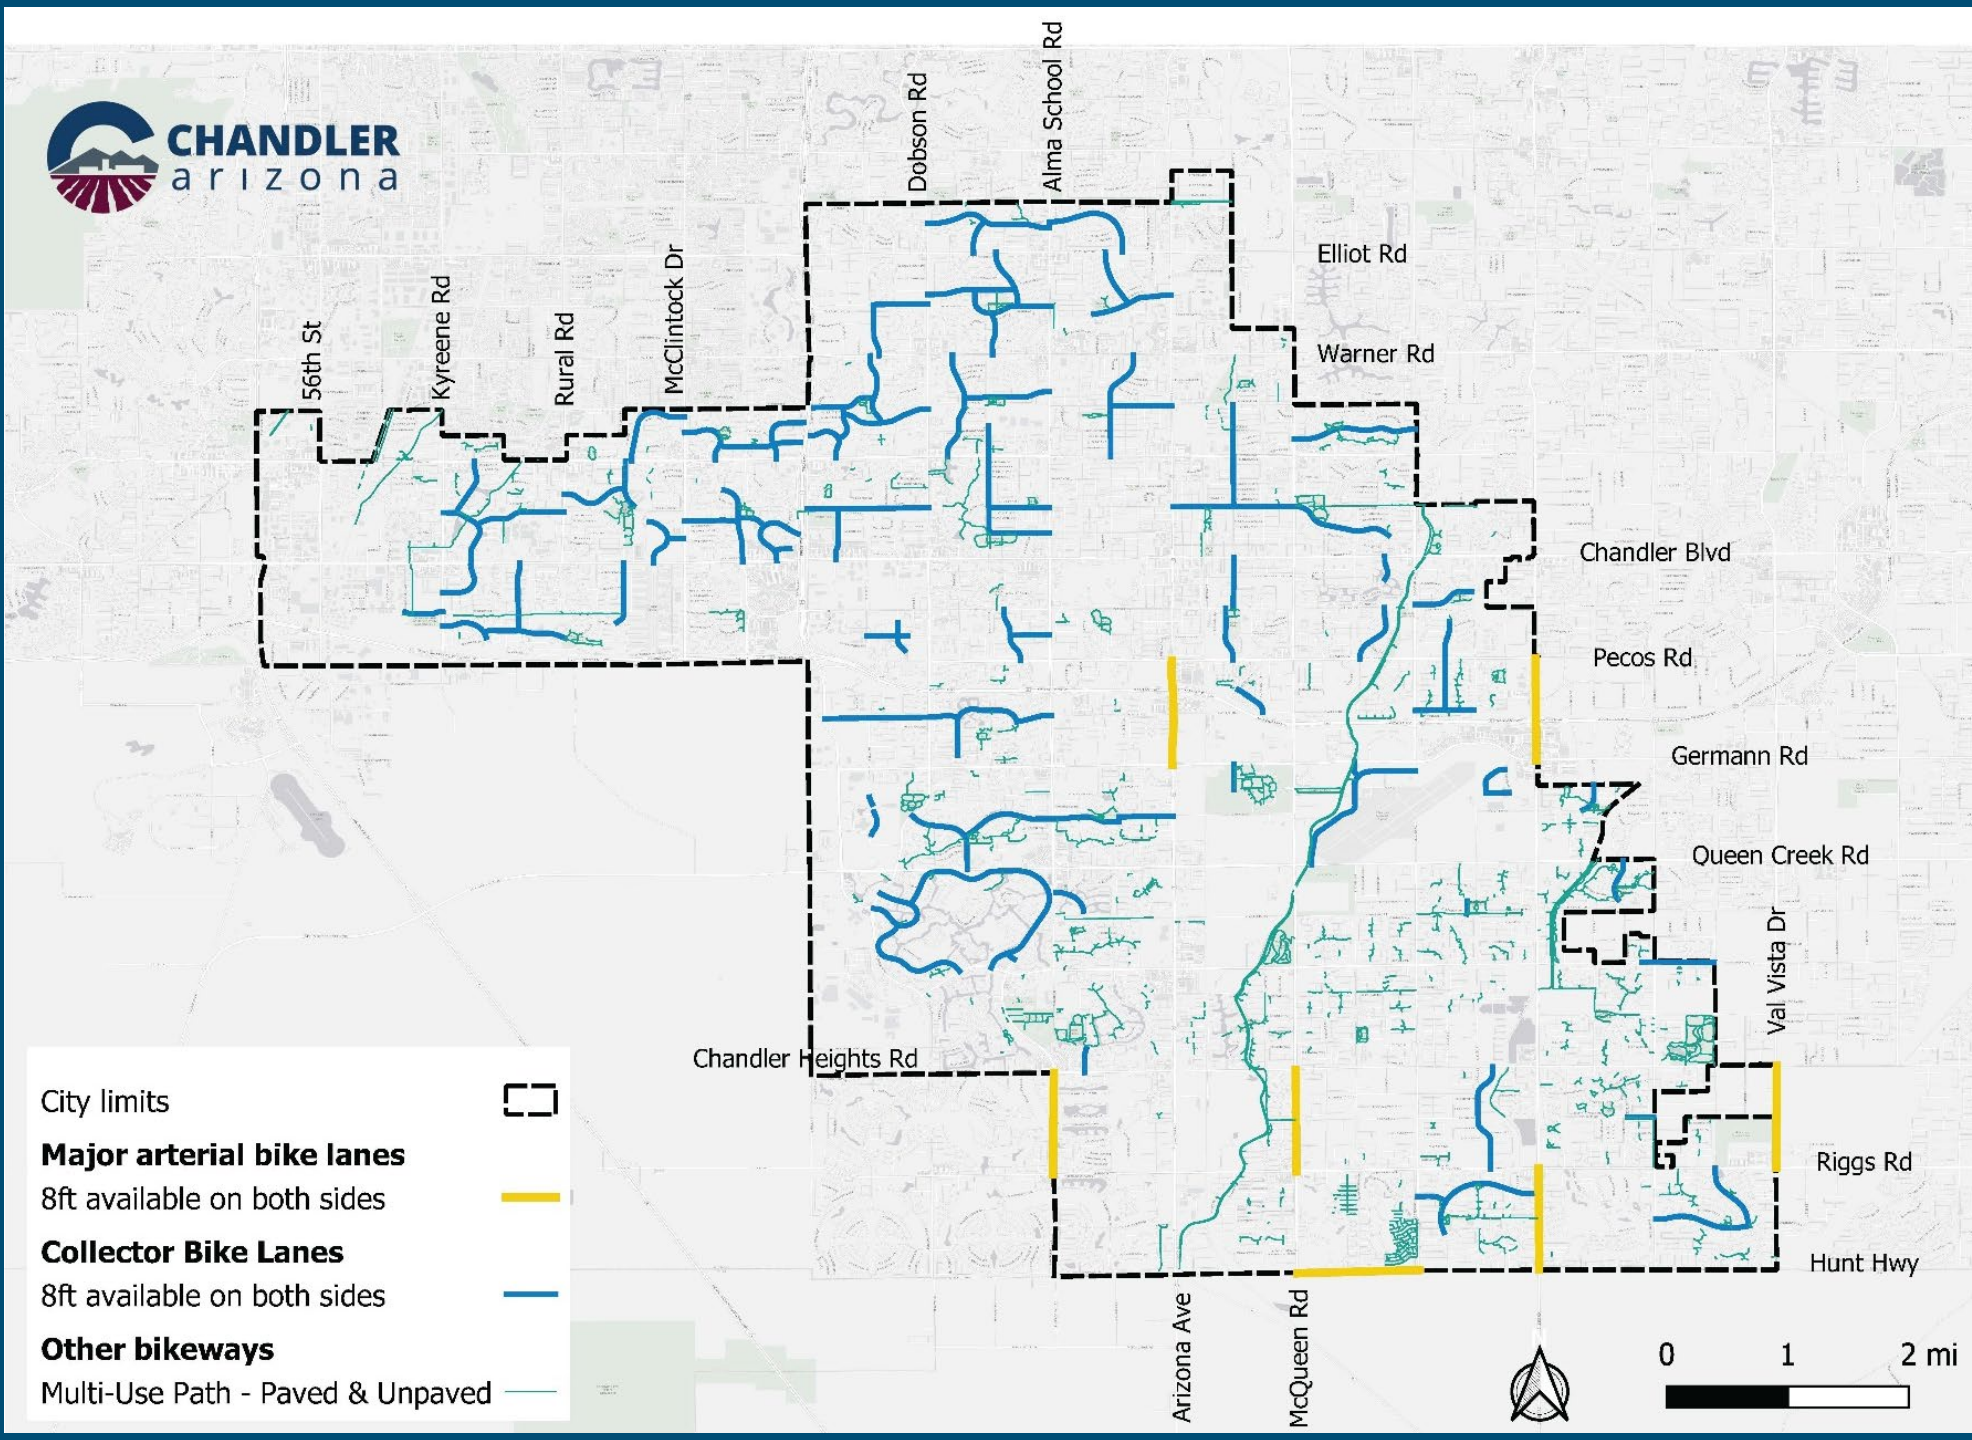 CHANDLER
arizona
Dobson Rd
Alma School Rd
56th St
Kyreene Rd
Rural Rd
McClintock Dr
Elliot Rd
Warner Rd
Chandler Blvd
Pecos Rd
Germann Rd
Queen Creek Rd
Val Vista Dr
Chandler Heights Rd
Riggs Rd
Hunt Hwy
Arizona Ave
McQueen Rd
City limits
Major arterial bike lanes
8ft available on both sides
Collector Bike Lanes
8ft available on both sides
Other bikeways
Multi-Use Path - Paved & Unpaved
N
0 1 2 mi